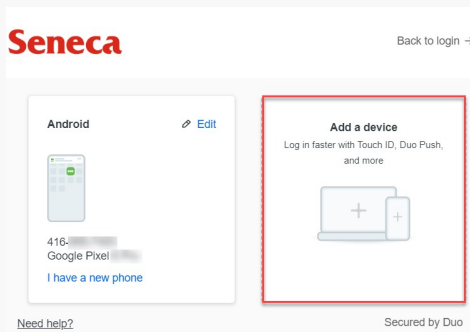 Seneca
Back to login →
Android
Edit
416-
Google Pixel
I have a new phone
Add a device
Log in faster with Touch ID, Duo Push,
and more
Need help?
Secured by Duo